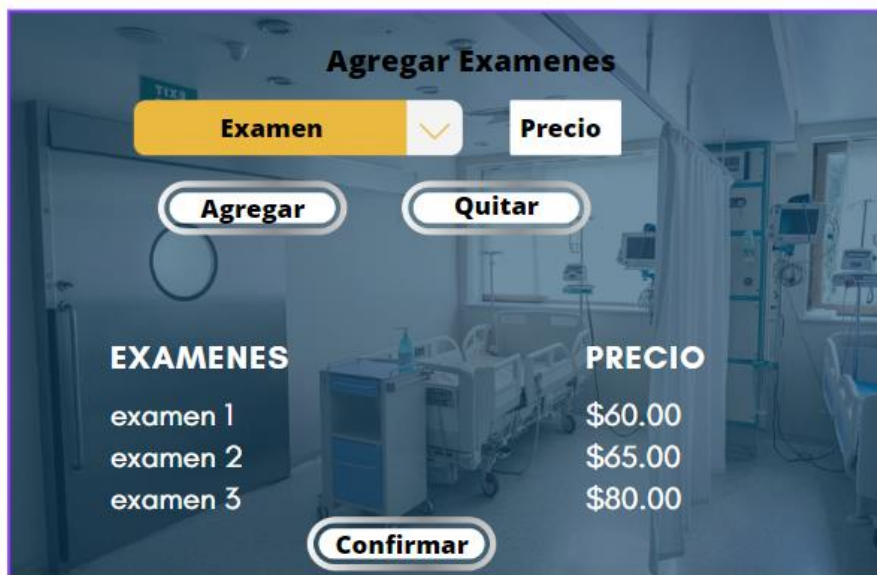 Agregar Examenes
EXIT
Examen
Precio
Agregar
Quitar
EXAMENES PRECIO
examen 1 $60.00
examen 2 $65.00
examen 3 $80.00
Confirmar